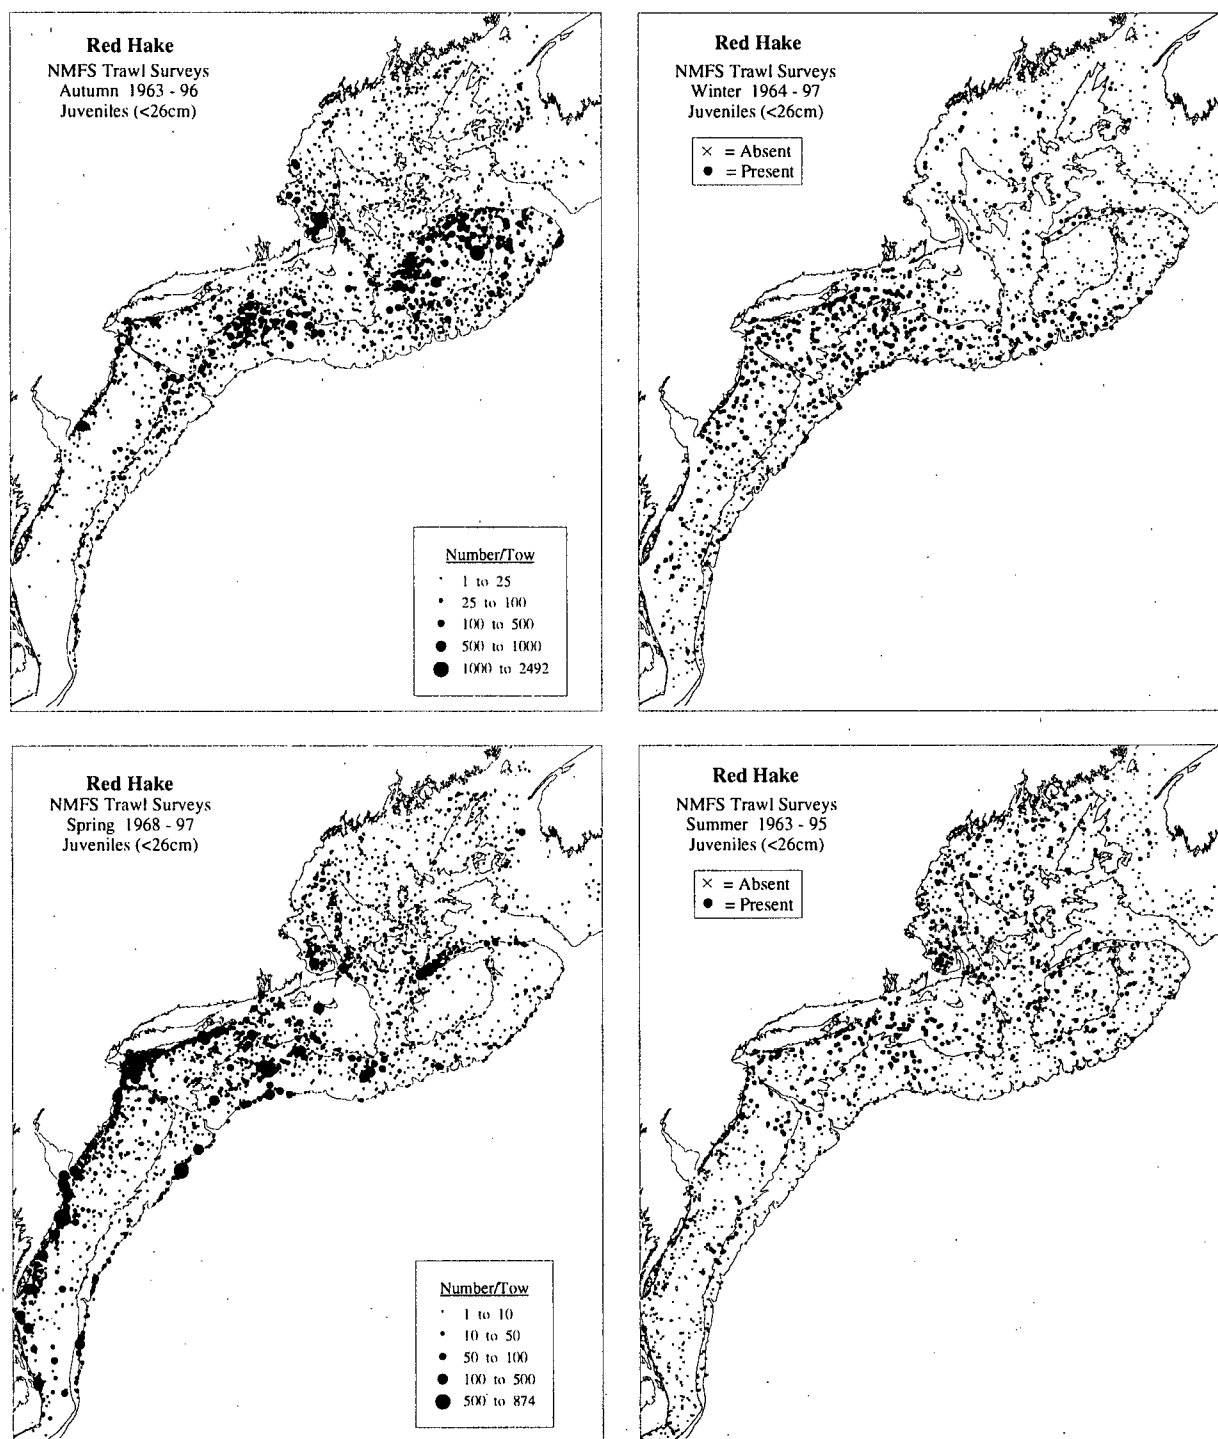 Red Hake
NMFS Trawl Surveys
Autumn 1963 - 96
Juveniles (<26cm)
Number/Tow
1 to 25
25 to 100
100 to 500
500 to 1000
1000 to 2492
Red Hake
NMFS Trawl Surveys
Winter 1964 - 97
Juveniles (<26cm)
× = Absent
● = Present
Red Hake
NMFS Trawl Surveys
Spring 1968 - 97
Juveniles (<26cm)
Number/Tow
1 to 10
10 to 50
50 to 100
100 to 500
500 to 874
Red Hake
NMFS Trawl Surveys
Summer 1963 - 95
Juveniles (<26cm)
× = Absent
● = Present